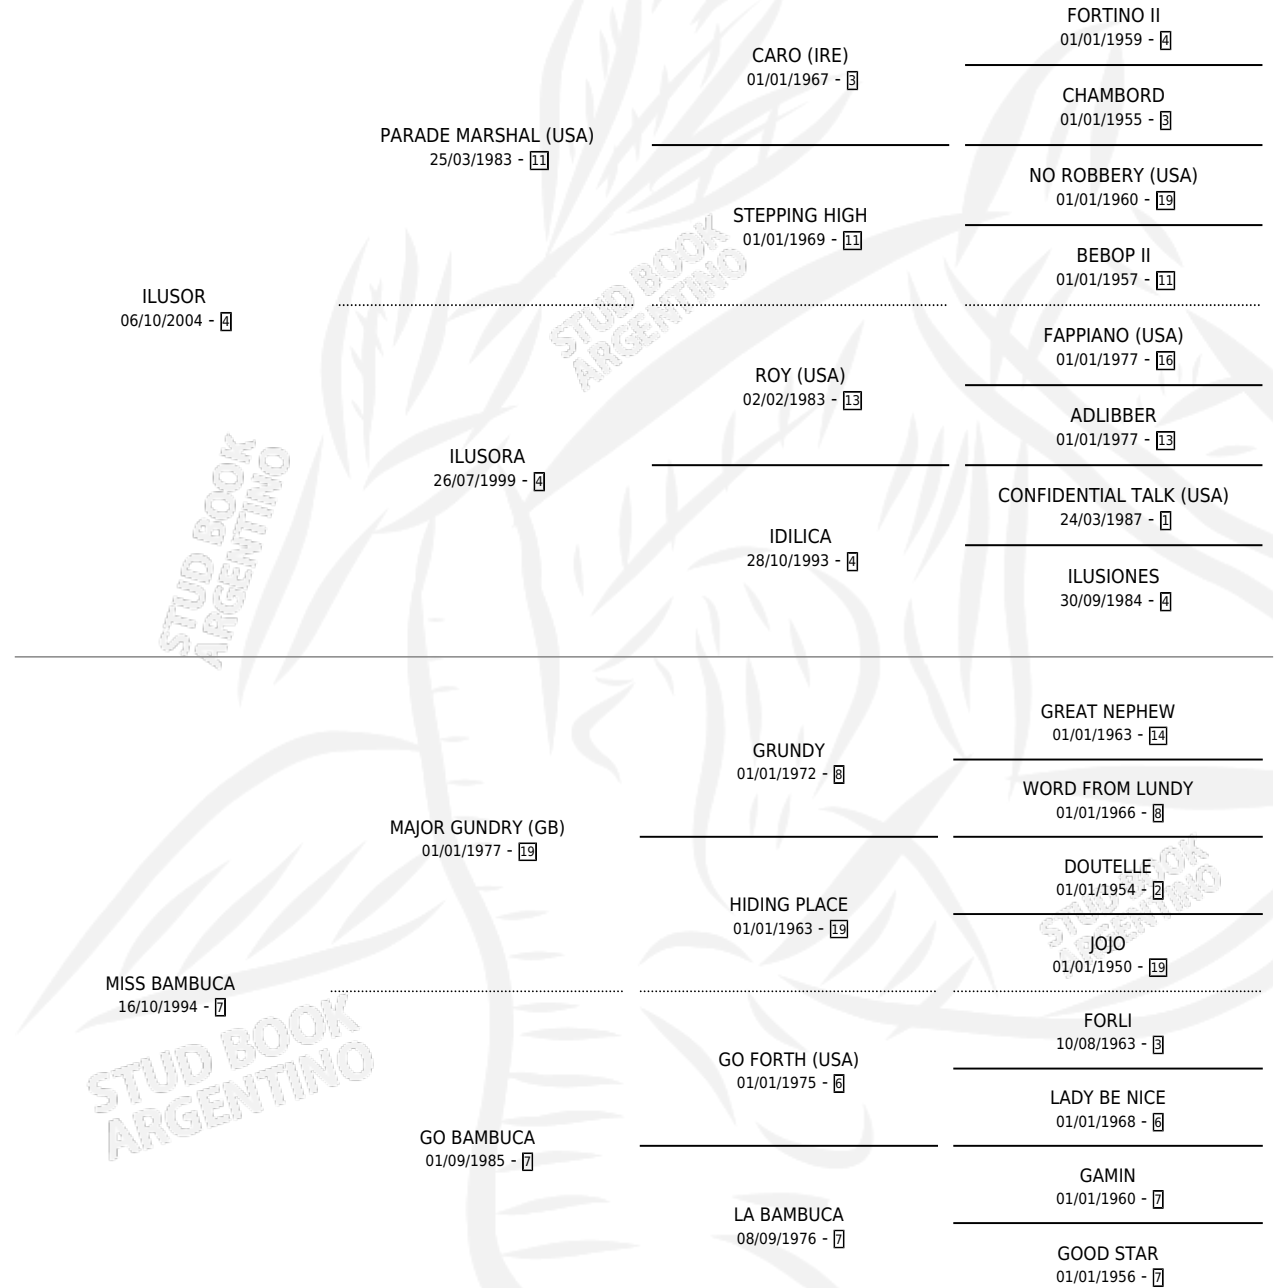 FORTINO II
01/01/1959 - 4
CARO (IRE)
01/01/1967 - 3
CHAMBORD
01/01/1955 - 3
PARADE MARSHAL (USA)
25/03/1983 - 11
NO ROBBERY (USA)
01/01/1960 - 19
STEPPING HIGH
01/01/1969 - 11
BEBOP II
01/01/1957 - 11
ILUSOR
06/10/2004 - 4
FAPPIANO (USA)
01/01/1977 - 16
ROY (USA)
02/02/1983 - 13
ADLIBBER
01/01/1977 - 13
ILUSORA
26/07/1999 - 4
CONFIDENTIAL TALK (USA)
24/03/1987 - 1
IDILICA
28/10/1993 - 4
ILUSIONES
30/09/1984 - 4
GREAT NEPHEW
01/01/1963 - 14
GRUNDY
01/01/1972 - 8
WORD FROM LUNDY
01/01/1966 - 8
MAJOR GUNDRY (GB)
01/01/1977 - 19
DOUTELLE
01/01/1954 - 2
HIDING PLACE
01/01/1963 - 19
JOJO
01/01/1950 - 19
MISS BAMBUCA
16/10/1994 - 7
FORLI
10/08/1963 - 3
GO FORTH (USA)
01/01/1975 - 6
LADY BE NICE
01/01/1968 - 6
GO BAMBUCA
01/09/1985 - 7
GAMIN
01/01/1960 - 7
LA BAMBUCA
08/09/1976 - 7
GOOD STAR
01/01/1956 - 7
STUD BOOK
ARGENTINO
STUD BOOK
ARGENTINO
STUD BOOK
ARGENTINO
STUD BOOK
ARGENTINO